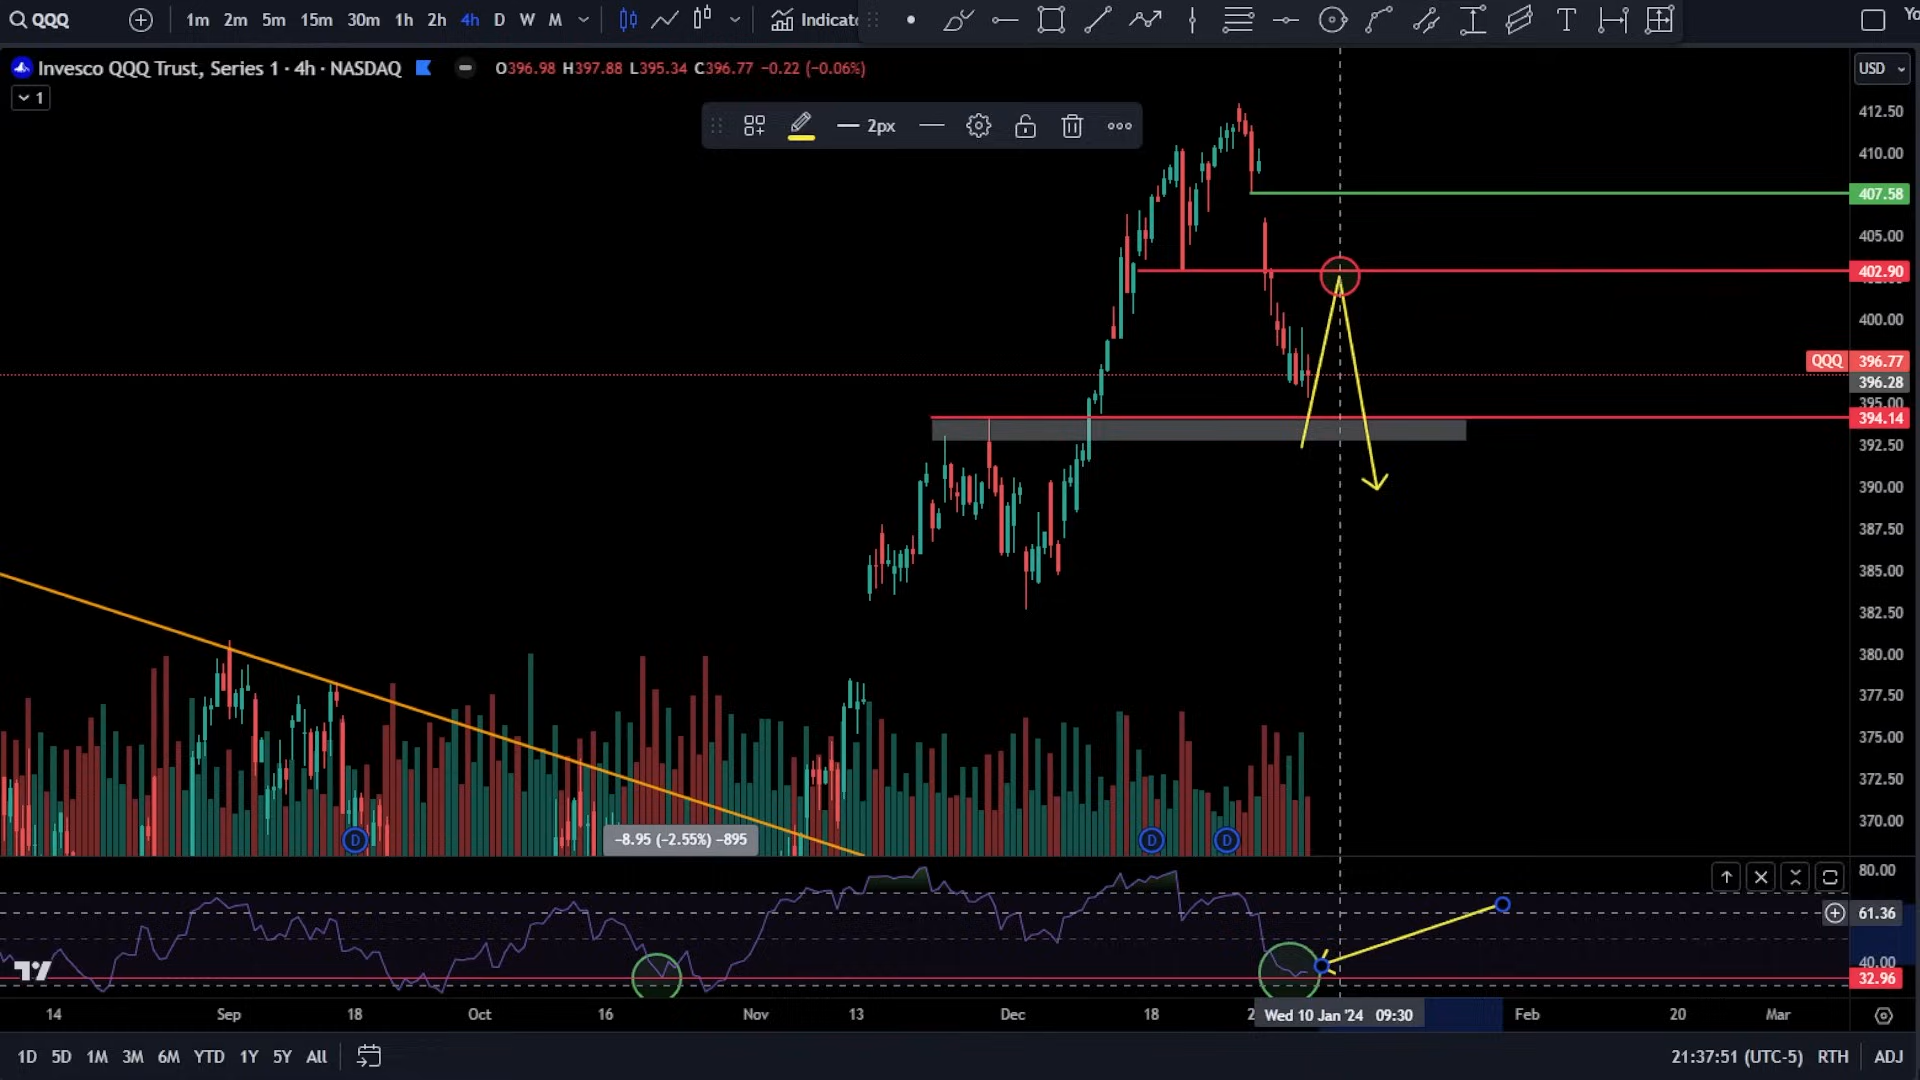 QQQ 1m 2m 5m 15m 30m 1h 2h 4h D W M Indicat
Invesco QQQ Trust, Series 1 · 4h · NASDAQ O396.98 H397.88 L395.34 C396.77 −0.22 (−0.06%)
1
2px
USD
412.50
410.00
407.58
405.00
402.90
400.00
QQQ 396.77
396.28
395.00
394.14
392.50
390.00
387.50
385.00
382.50
380.00
377.50
375.00
372.50
370.00
D D D
−8.95 (−2.55%) −895
80.00
61.36
40.00
32.96
14 Sep 18 Oct 16 Nov 13 Dec 18 Wed 10 Jan '24 09:30 Feb 20 Mar
1D 5D 1M 3M 6M YTD 1Y 5Y All 21:37:51 (UTC-5) RTH ADJ